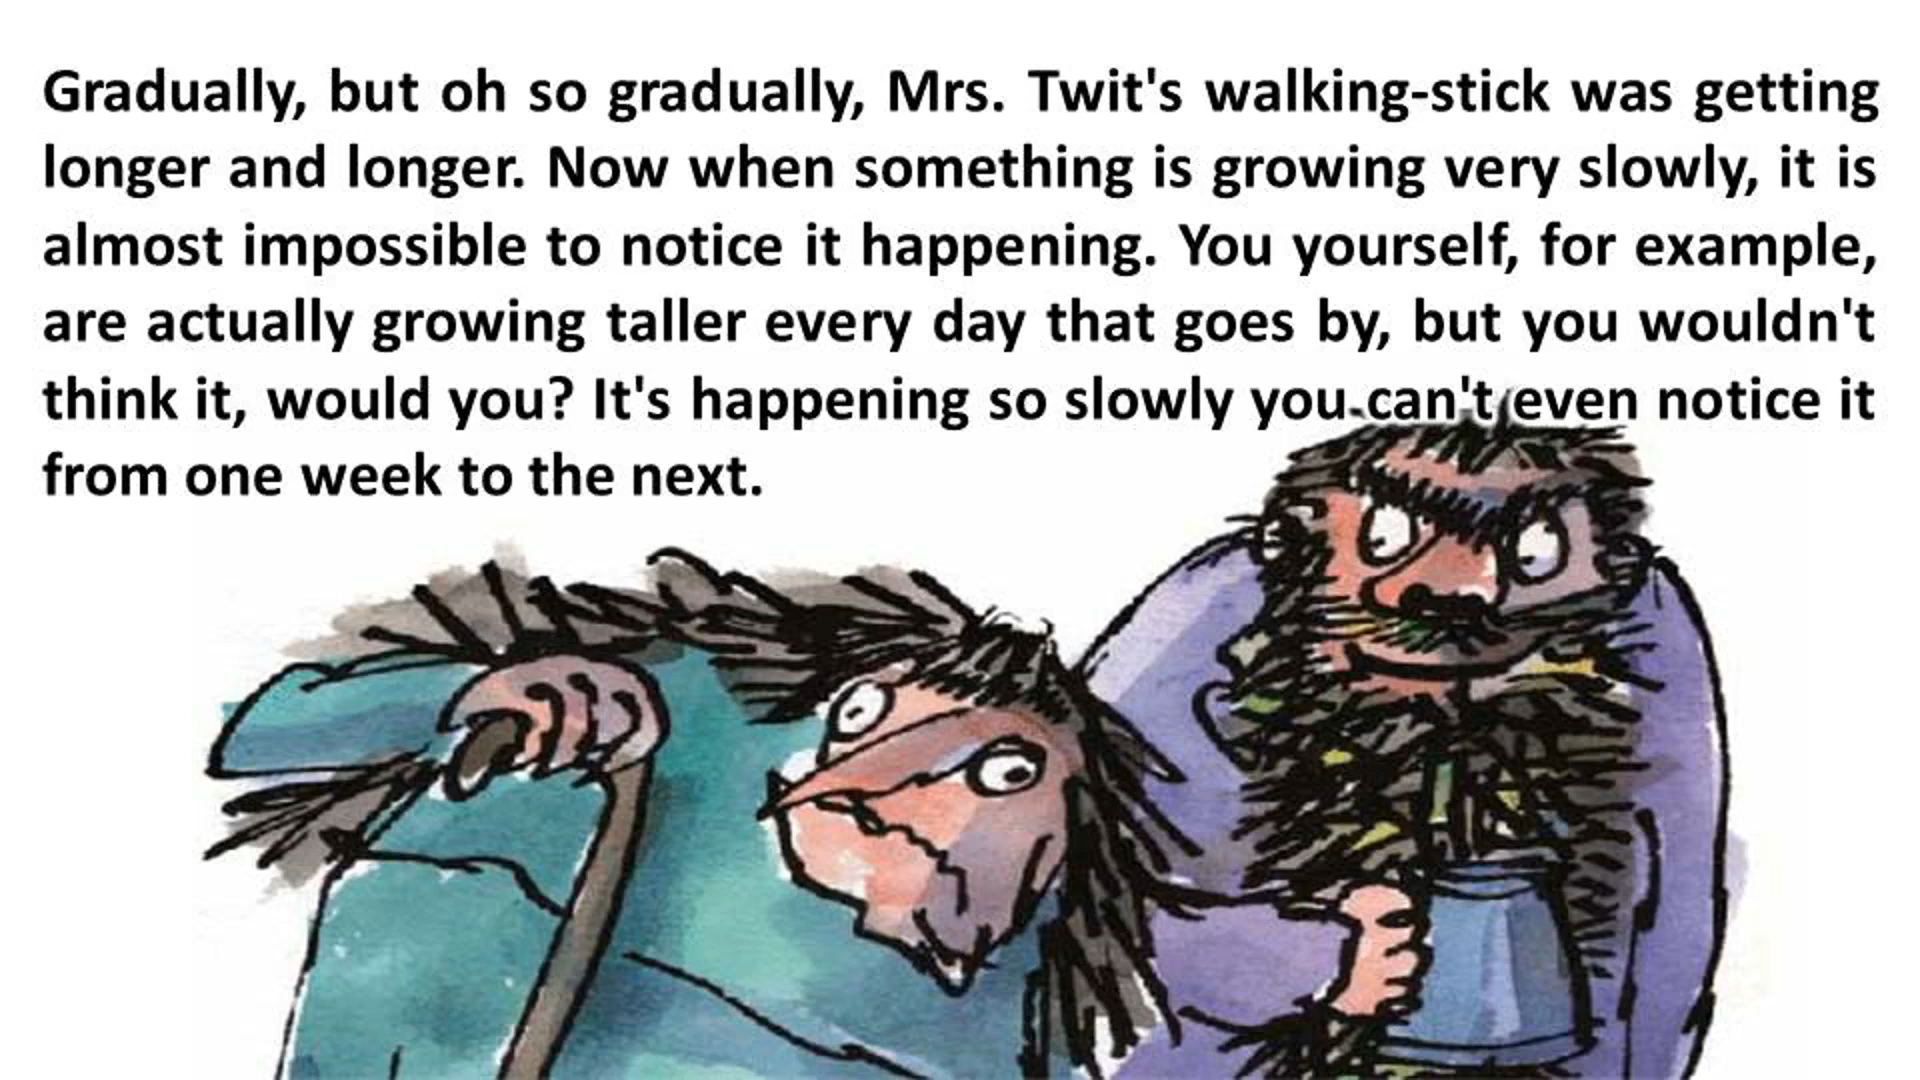 Gradually, but oh so gradually, Mrs. Twit's walking-stick was getting
longer and longer. Now when something is growing very slowly, it is
almost impossible to notice it happening. You yourself, for example,
are actually growing taller every day that goes by, but you wouldn't
think it, would you? It's happening so slowly you can't even notice it
from one week to the next.